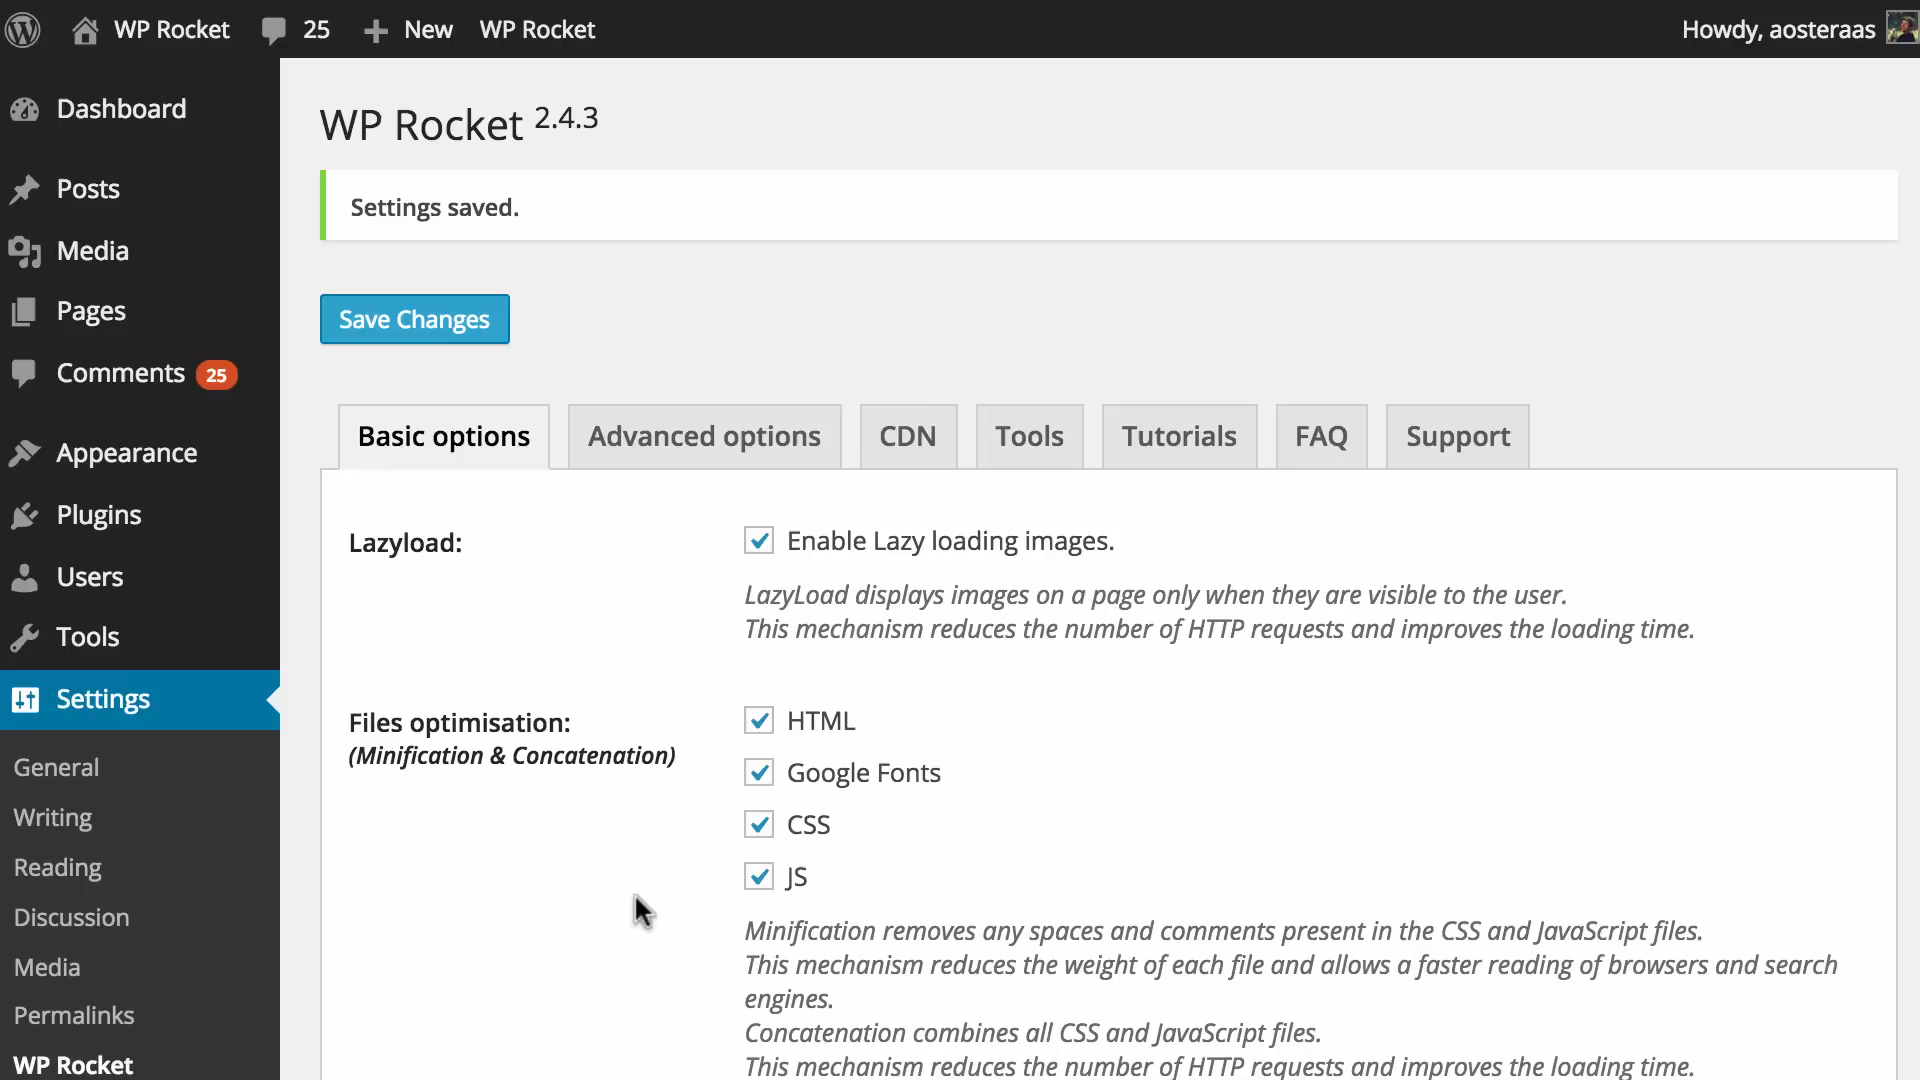 WP Rocket 25 New WP Rocket Howdy, aosteraas
Dashboard
Posts
Media
Pages
Comments 25
Appearance
Plugins
Users
Tools
Settings
General
Writing
Reading
Discussion
Media
Permalinks
WP Rocket
WP Rocket 2.4.3
Settings saved.
Save Changes
Basic options Advanced options CDN Tools Tutorials FAQ Support
Lazyload:
Enable Lazy loading images.
LazyLoad displays images on a page only when they are visible to the user.
This mechanism reduces the number of HTTP requests and improves the loading time.
Files optimisation:
(Minification & Concatenation)
HTML
Google Fonts
CSS
JS
Minification removes any spaces and comments present in the CSS and JavaScript files.
This mechanism reduces the weight of each file and allows a faster reading of browsers and search
engines.
Concatenation combines all CSS and JavaScript files.
This mechanism reduces the number of HTTP requests and improves the loading time.